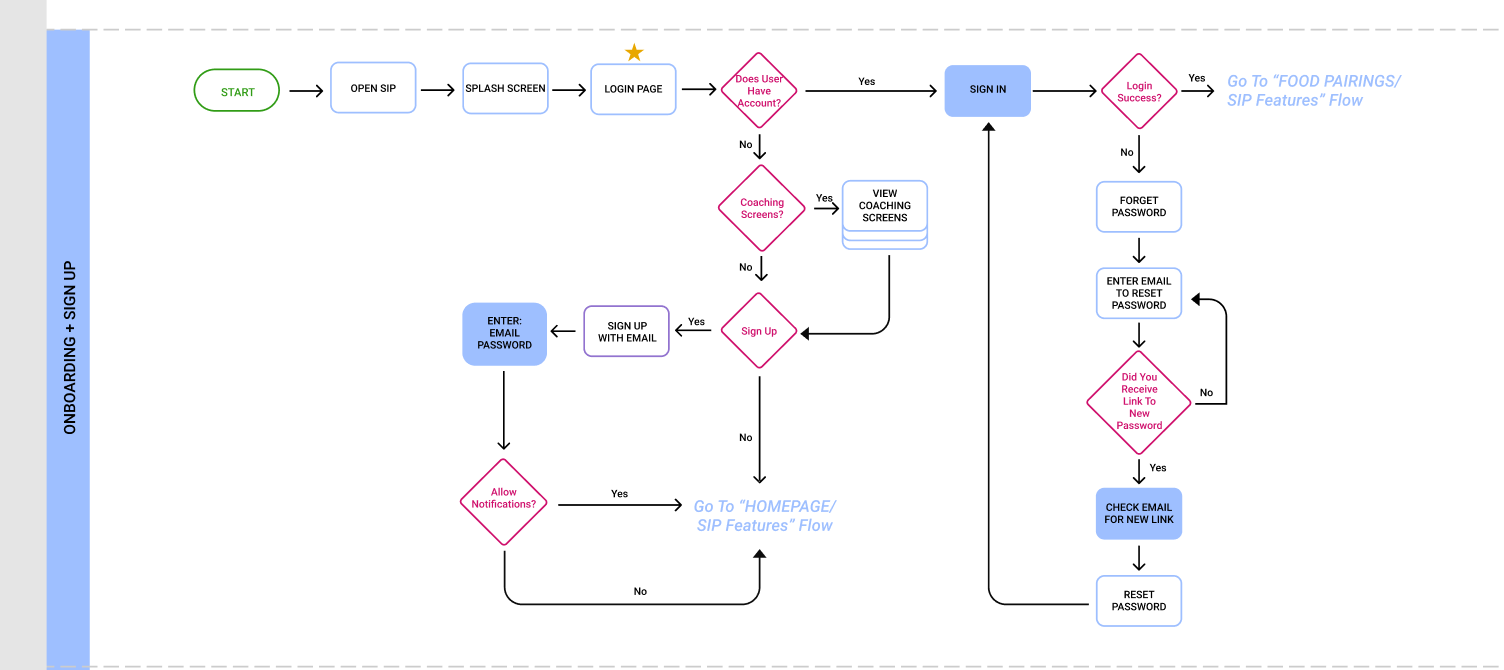 ONBOARDING + SIGN UP
START
OPEN SIP
SPLASH SCREEN
LOGIN PAGE
Does User
Have
Account?
Yes
SIGN IN
Login
Success?
Yes
Go To “FOOD PAIRINGS/
SIP Features” Flow
No
No
Coaching
Screens?
Yes
VIEW
COACHING
SCREENS
FORGET
PASSWORD
No
ENTER EMAIL
TO RESET
PASSWORD
ENTER:
EMAIL
PASSWORD
SIGN UP
WITH EMAIL
Yes
Sign Up
Did You
Receive
Link To
New
Password
No
No
Yes
Allow
Notifications?
Yes
Go To “HOMEPAGE/
SIP Features” Flow
CHECK EMAIL
FOR NEW LINK
No
RESET
PASSWORD